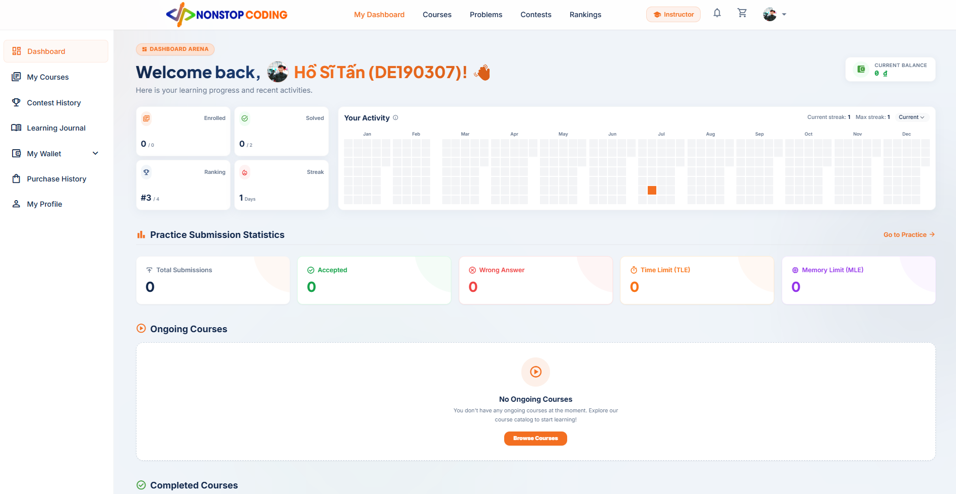 NONSTOP CODING
My Dashboard
Courses
Problems
Contests
Rankings
Instructor
Dashboard
My Courses
Contest History
Learning Journal
My Wallet
Purchase History
My Profile
DASHBOARD ARENA
Welcome back, Hồ Sĩ Tấn (DE190307)!
Here is your learning progress and recent activities.
CURRENT BALANCE
0 ₫
Enrolled
0 / 0
Solved
0 / 2
Ranking
#3 / 4
Streak
1 Days
Your Activity
Current streak: 1 Max streak: 1 Current
Jan Feb Mar Apr May Jun Jul Aug Sep Oct Nov Dec
Practice Submission Statistics
Go to Practice →
Total Submissions
0
Accepted
0
Wrong Answer
0
Time Limit (TLE)
0
Memory Limit (MLE)
0
Ongoing Courses
No Ongoing Courses
You don't have any ongoing courses at the moment. Explore our
course catalog to start learning!
Browse Courses
Completed Courses